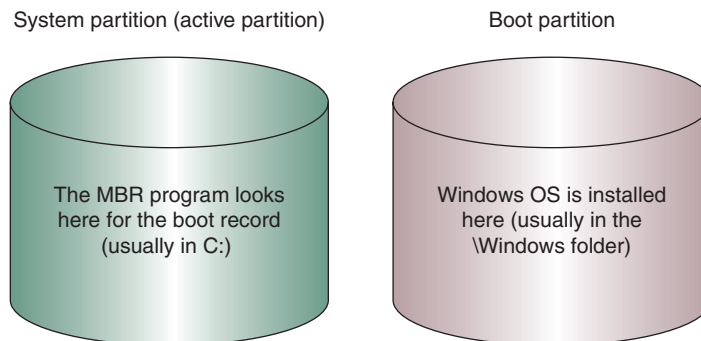 System partition (active partition)
Boot partition
The MBR program looks
here for the boot record
(usually in C:)
Windows OS is installed
here (usually in the
\Windows folder)